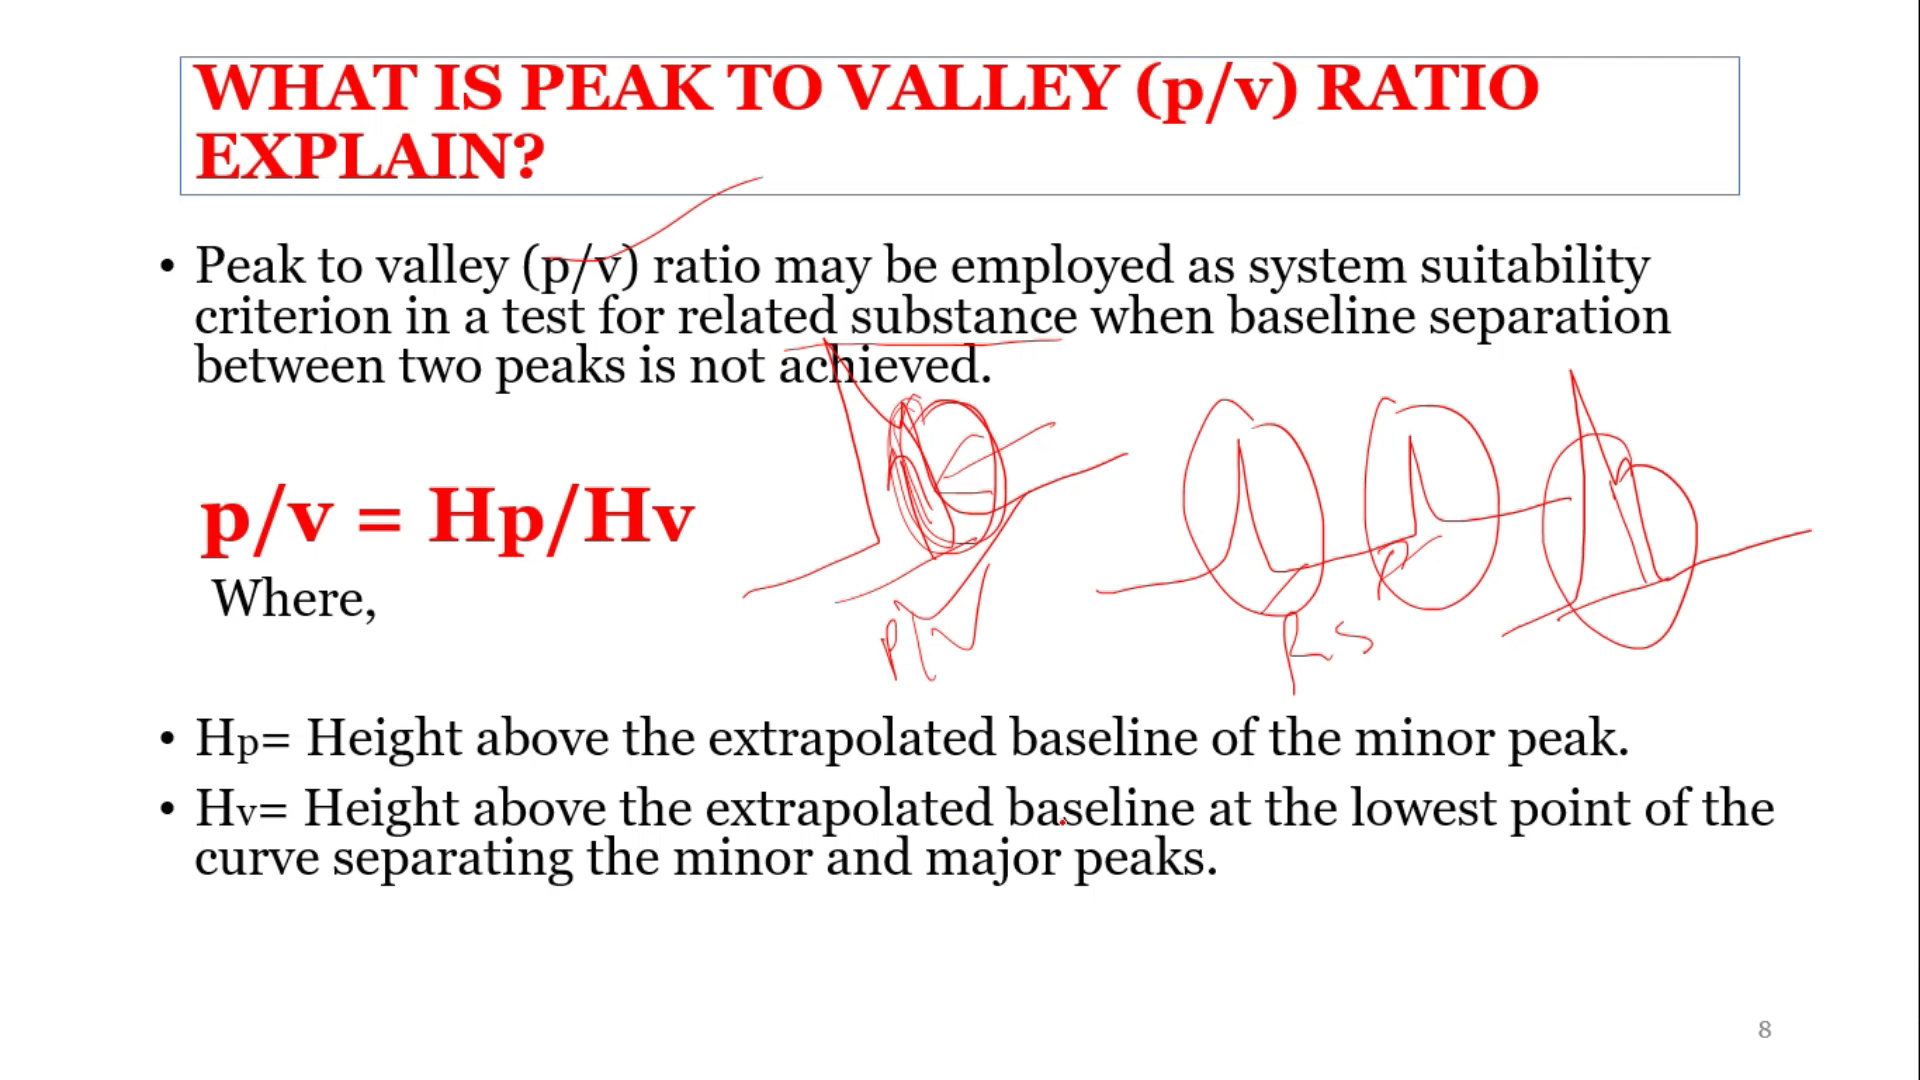 WHAT IS PEAK TO VALLEY (p/v) RATIO
EXPLAIN?
• Peak to valley (p/v) ratio may be employed as system suitability
criterion in a test for related substance when baseline separation
between two peaks is not achieved.
p/v = Hp/Hv
Where,
P/V
Rs
• Hp= Height above the extrapolated baseline of the minor peak.
• Hv= Height above the extrapolated baseline at the lowest point of the
curve separating the minor and major peaks.
8